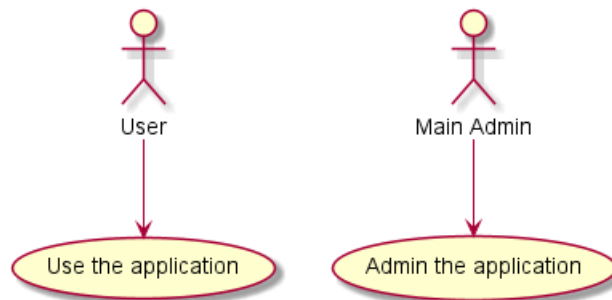 User
Main Admin
Use the application
Admin the application